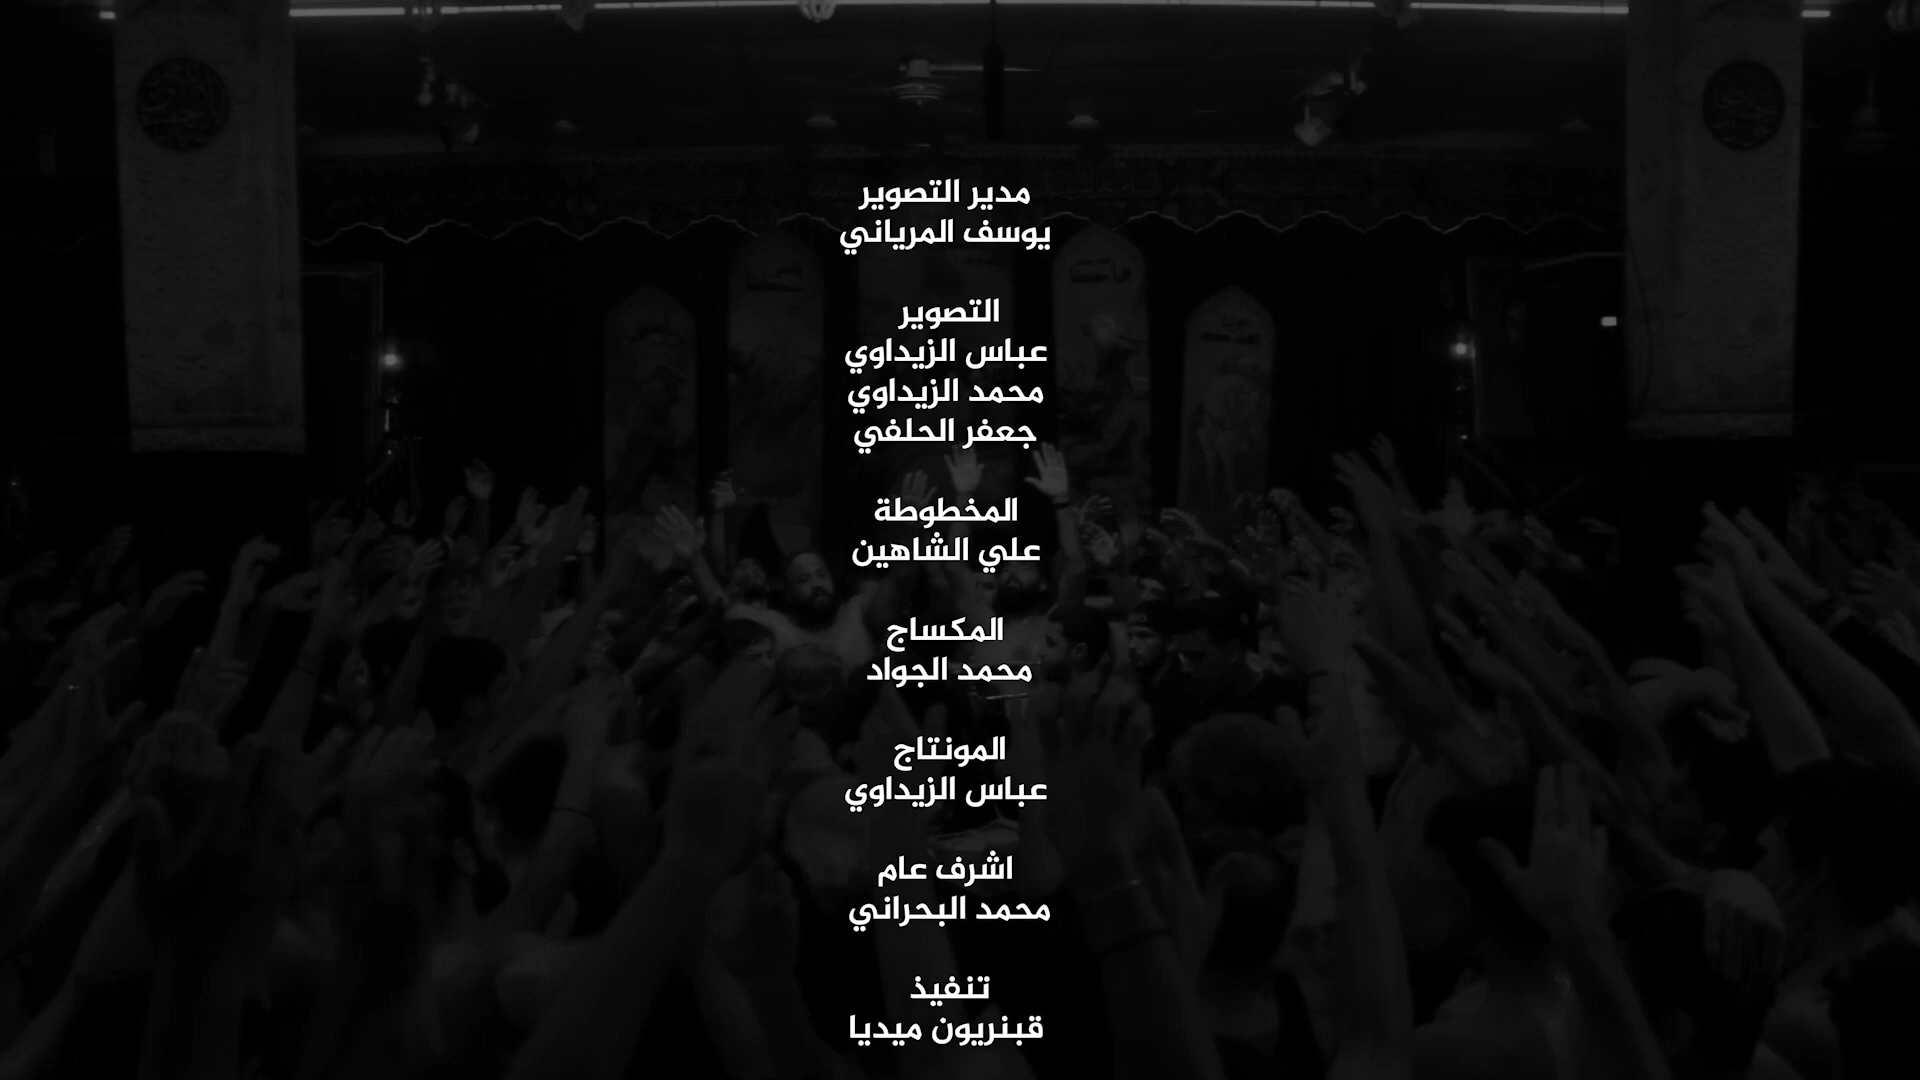 مدير التصوير
يوسف المرياني
التصوير
عباس الزيداوي
محمد الزيداوي
جعفر الحلفي
المخطوطة
علي الشاهين
المكساج
محمد الجواد
المونتاج
عباس الزيداوي
اشرف عام
محمد البحراني
تنفيذ
قبنريون ميديا